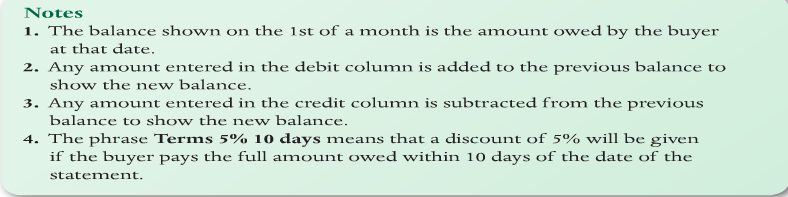 Notes
1. The balance shown on the 1st of a month is the amount owed by the buyer
at that date.
2. Any amount entered in the debit column is added to the previous balance to
show the new balance.
3. Any amount entered in the credit column is subtracted from the previous
balance to show the new balance.
4. The phrase Terms 5% 10 days means that a discount of 5% will be given
if the buyer pays the full amount owed within 10 days of the date of the
statement.